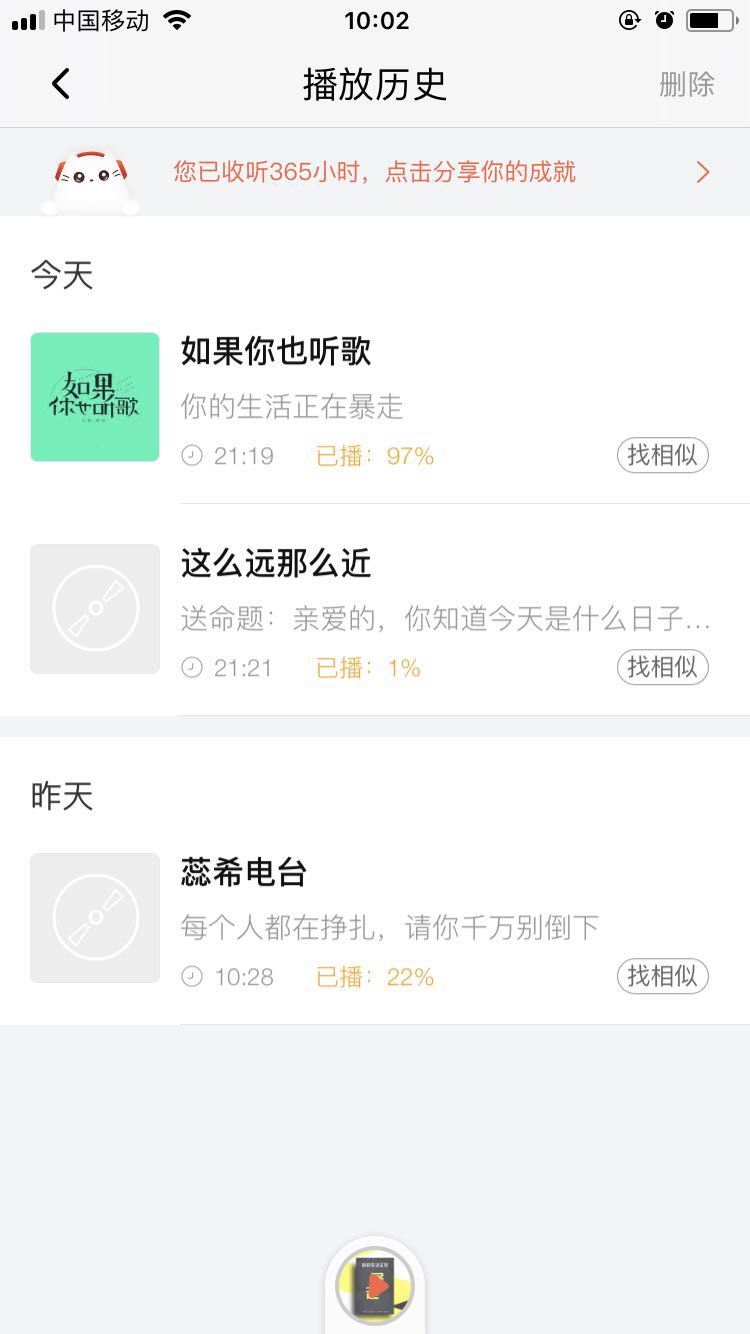 中国移动
10:02
播放历史
删除
您已收听365小时，点击分享你的成就
今天
如果
你也听歌
如果你也听歌
你的生活正在暴走
21:19 已播：97% 找相似
这么远那么近
送命题：亲爱的，你知道今天是什么日子...
21:21 已播：1% 找相似
昨天
蕊希电台
每个人都在挣扎，请你千万别倒下
10:28 已播：22% 找相似